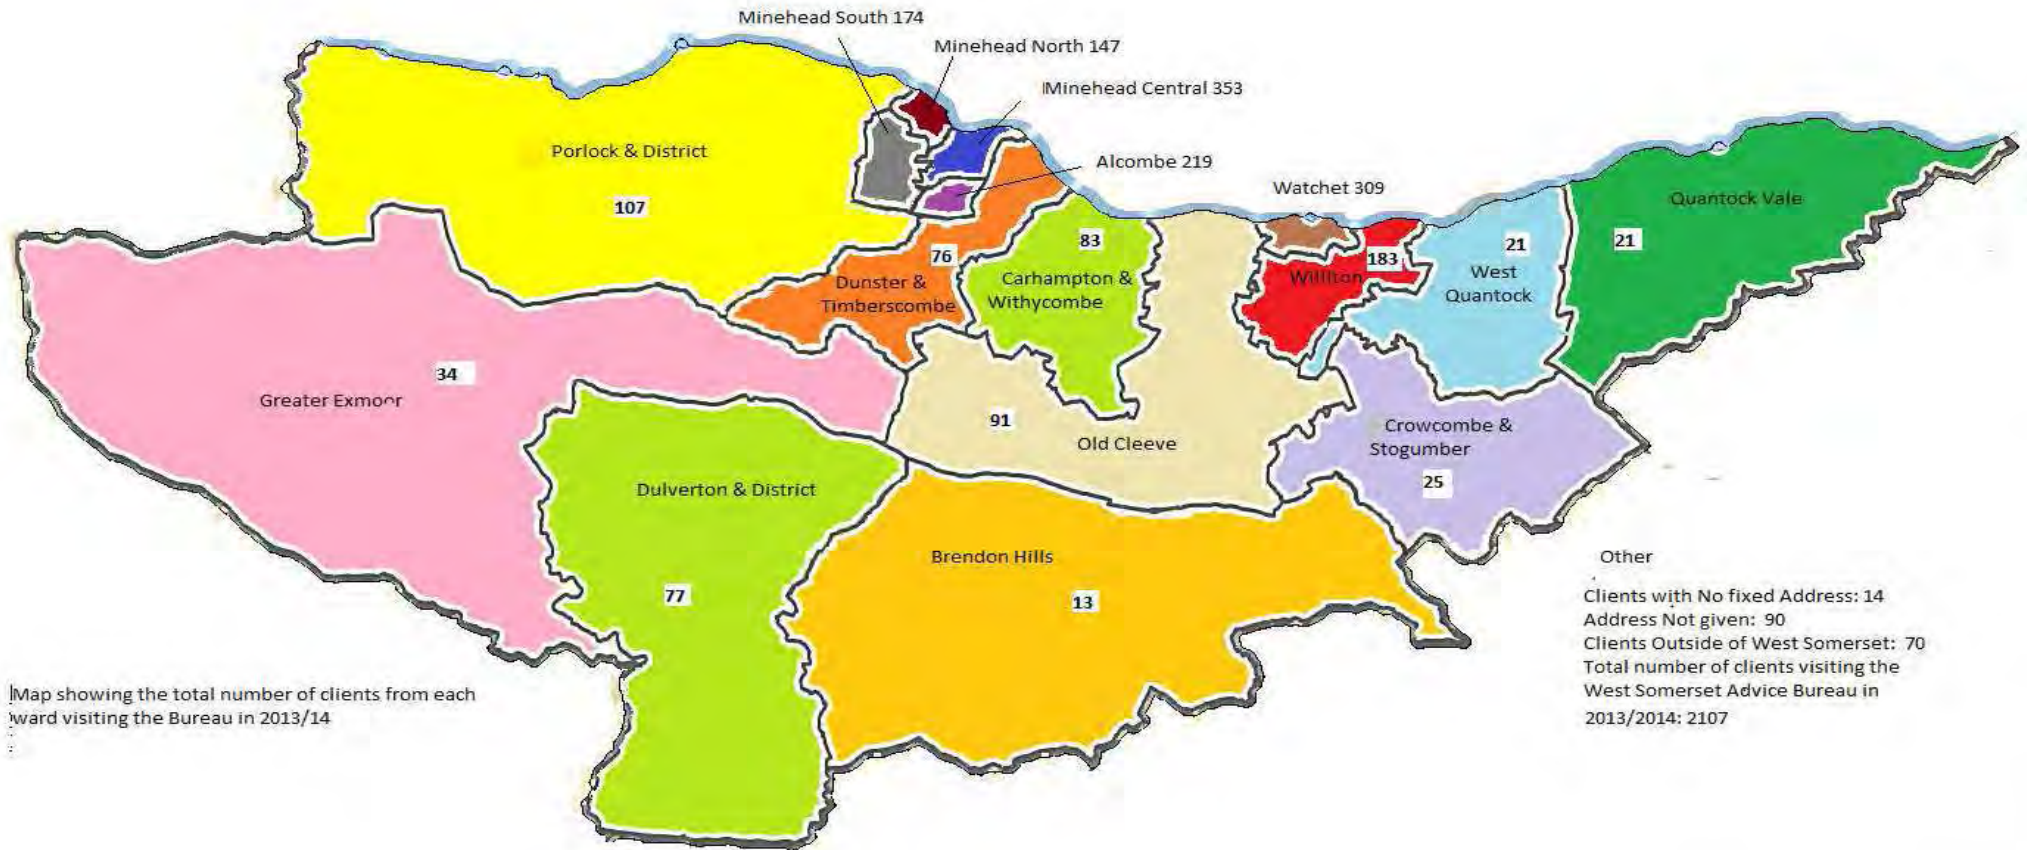 Minehead South 174
Minehead North 147
Minehead Central 353
Alcombe 219
Watchet 309
Porlock & District
107
Quantock Vale
21
83
Carhampton &
Withycombe
76
Dunster &
Timberscombe
183
Williton
21
West
Quantock
34
Greater Exmoor
91
Old Cleeve
Crowcombe &
Stogumber
25
Dulverton & District
77
Brendon Hills
13
Other
Clients with No fixed Address: 14
Address Not given: 90
Clients Outside of West Somerset: 70
Total number of clients visiting the
West Somerset Advice Bureau in
2013/2014: 2107
Map showing the total number of clients from each
ward visiting the Bureau in 2013/14